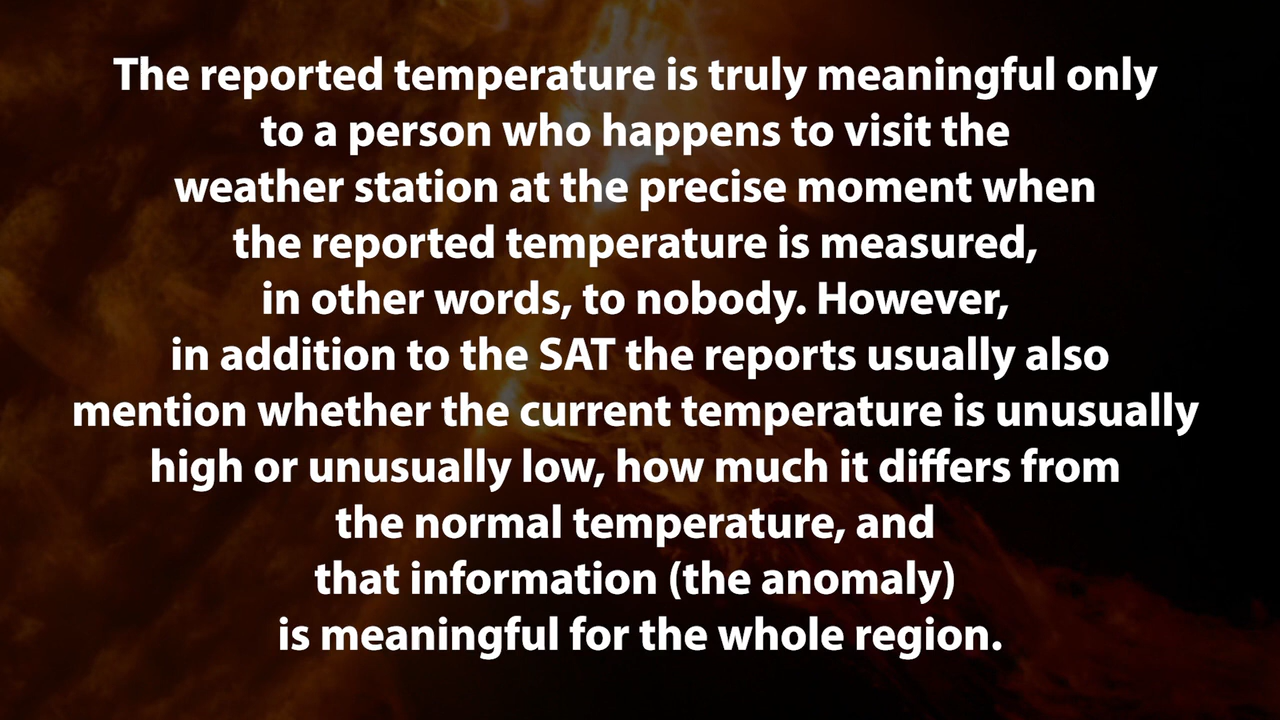 The reported temperature is truly meaningful only
to a person who happens to visit the
weather station at the precise moment when
the reported temperature is measured,
in other words, to nobody. However,
in addition to the SAT the reports usually also
mention whether the current temperature is unusually
high or unusually low, how much it differs from
the normal temperature, and
that information (the anomaly)
is meaningful for the whole region.